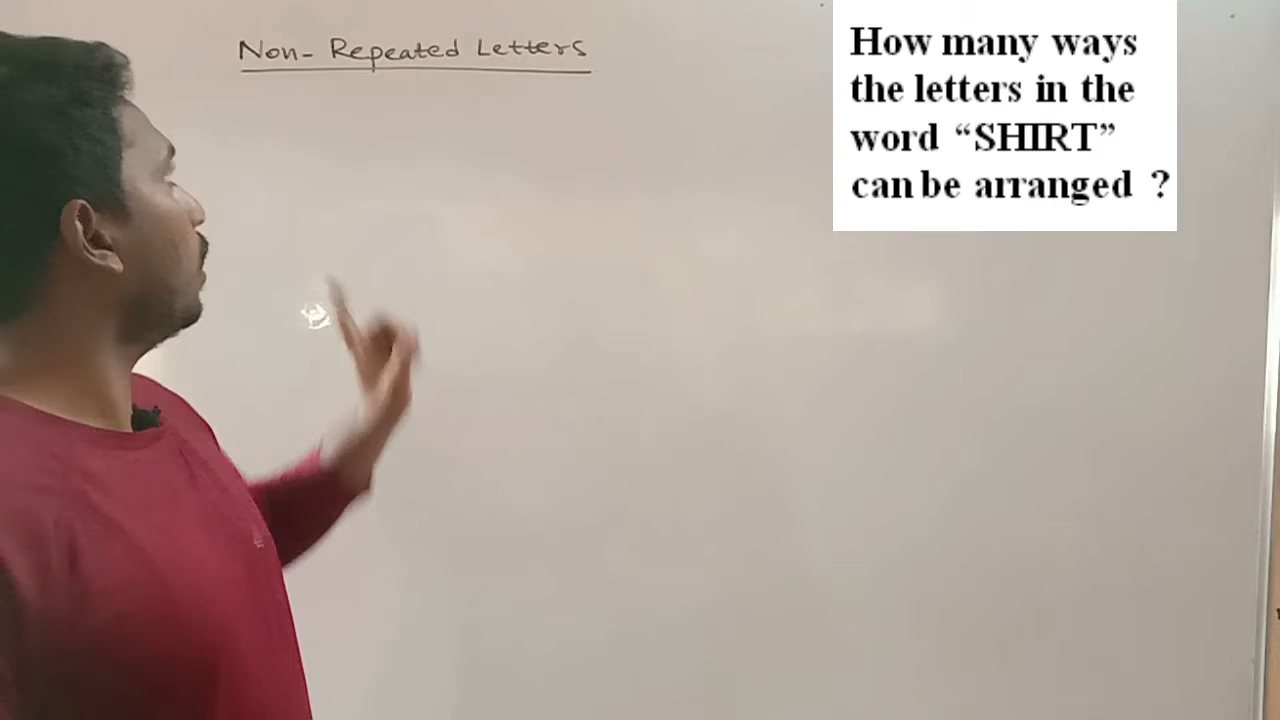 Non- Repeated Letters
How many ways
the letters in the
word “SHIRT”
can be arranged ?